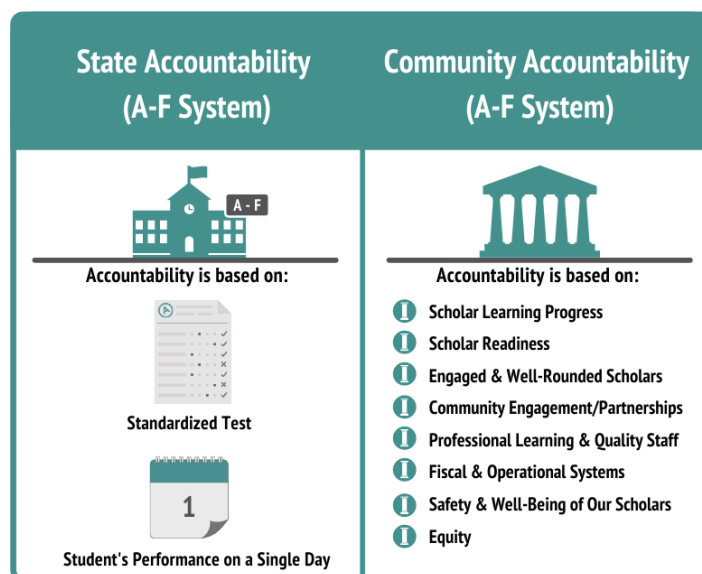 State Accountability
(A-F System)
A - F
Accountability is based on:
Standardized Test
1
Student's Performance on a Single Day
Community Accountability
(A-F System)
Accountability is based on:
Scholar Learning Progress
Scholar Readiness
Engaged & Well-Rounded Scholars
Community Engagement/Partnerships
Professional Learning & Quality Staff
Fiscal & Operational Systems
Safety & Well-Being of Our Scholars
Equity